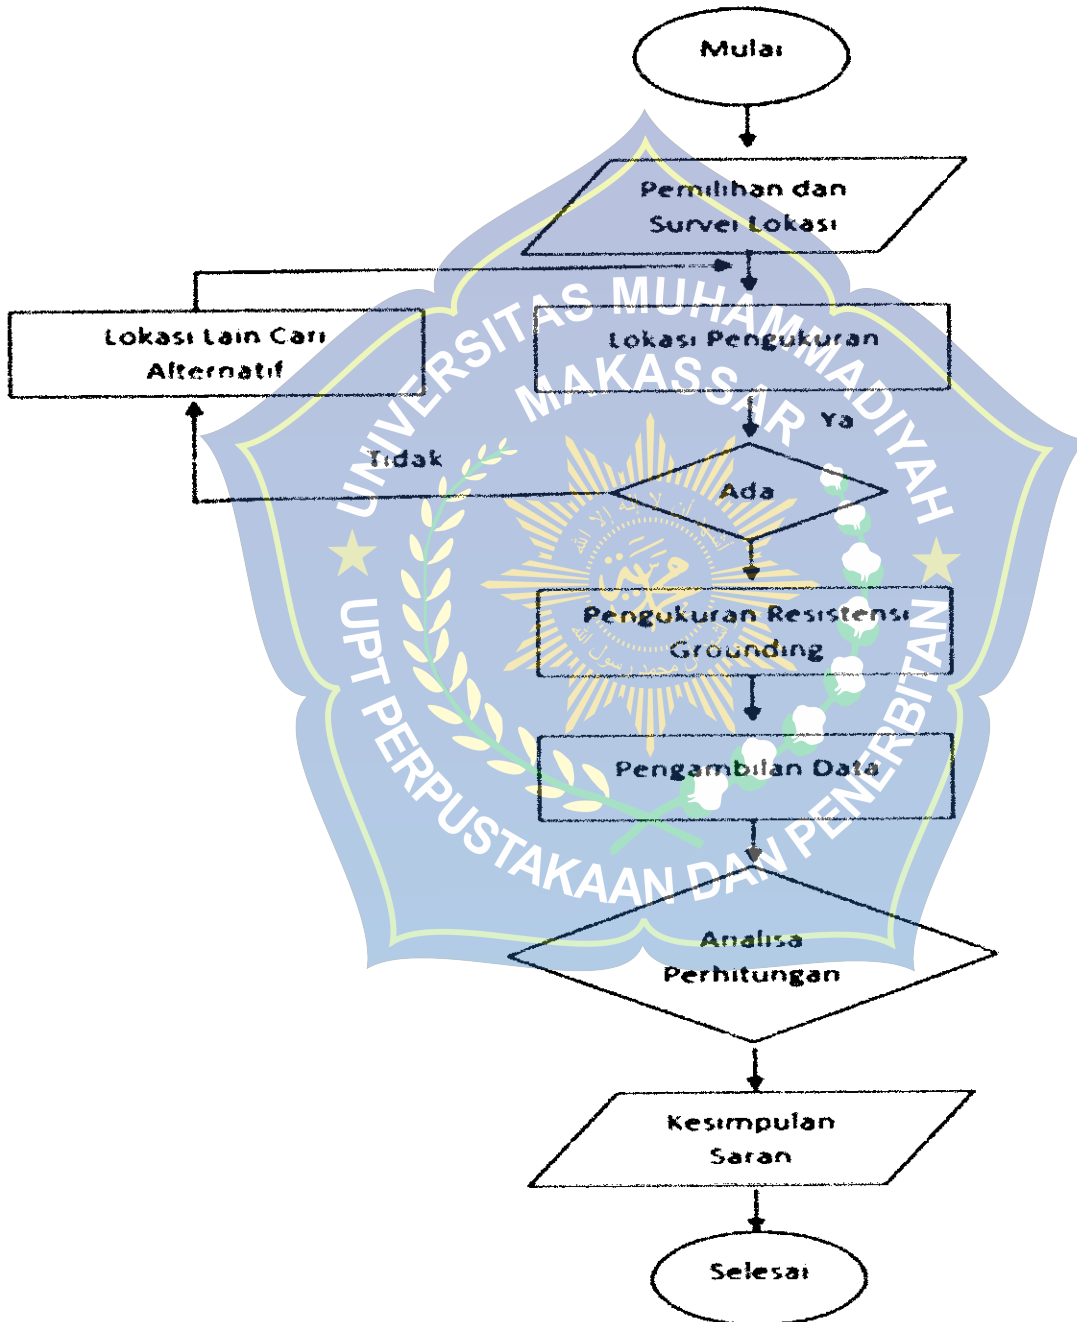 Mulai
Pemilihan dan
Survei Lokasi
Lokasi Lain Cari
Alternatif
Lokasi Pengukuran
Ya
Tidak
Ada
Pengukuran Resistensi
Grounding
Pengambilan Data
Analisa
Perhitungan
Kesimpulan
Saran
Selesai
UNIVERSITAS MUHAMMADIYAH
MAKASSAR
UPT PERPUSTAKAAN DAN PENERBITAN